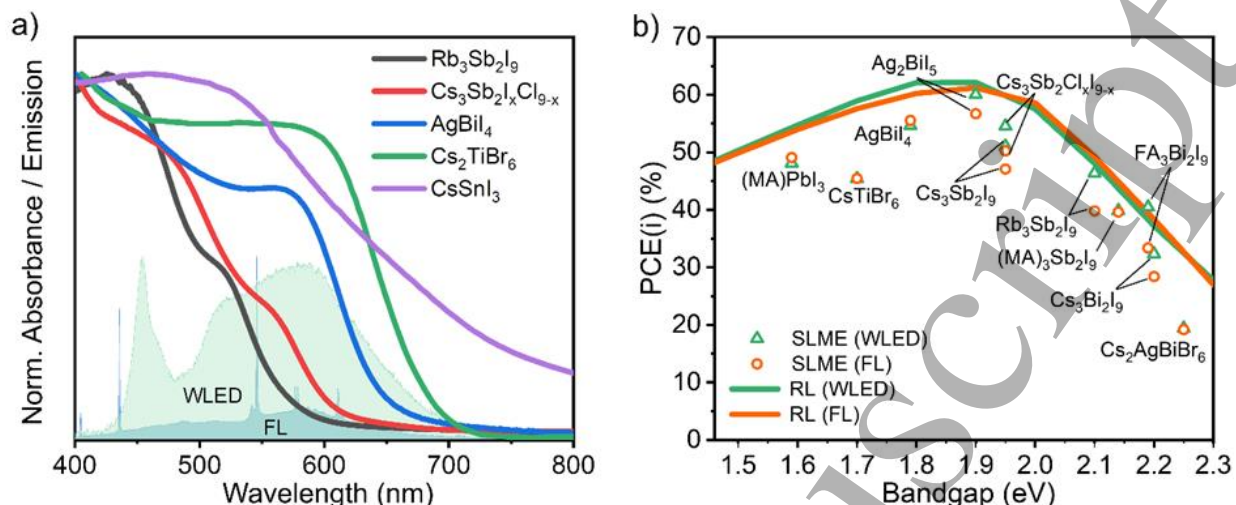 a)
Norm. Absorbance / Emission
Rb₃Sb₂I₉
Cs₃Sb₂IₓCl₉₋ₓ
AgBiI₄
Cs₂TiBr₆
CsSnI₃
WLED
FL
400 500 600 700 800
Wavelength (nm)
b)
PCE(i) (%)
70
60
50
40
30
20
10
0
Ag₂BiI₅
Cs₃Sb₂ClₓI₉₋ₓ
AgBiI₄
(MA)PbI₃
CsTiBr₆
Cs₃Sb₂I₉
FA₃Bi₂I₉
Rb₃Sb₂I₉
(MA)₃Sb₂I₉
Cs₃Bi₂I₉
Cs₂AgBiBr₆
SLME (WLED)
SLME (FL)
RL (WLED)
RL (FL)
1.5 1.6 1.7 1.8 1.9 2.0 2.1 2.2 2.3
Bandgap (eV)
uscript